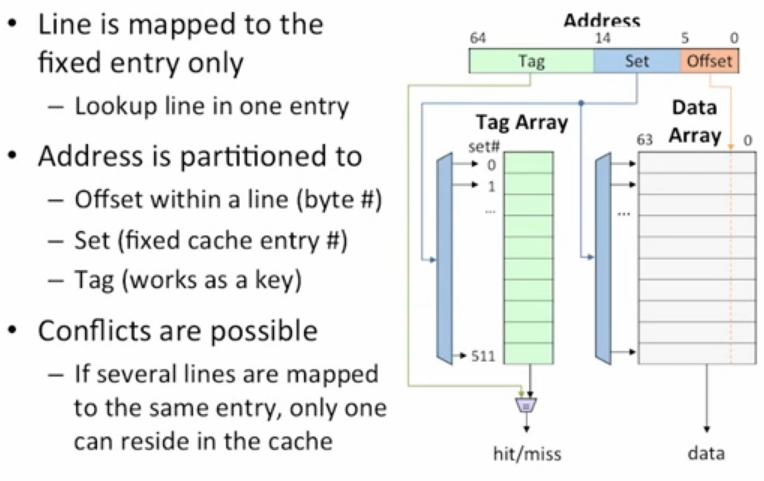 • Line is mapped to the
fixed entry only
– Lookup line in one entry
• Address is partitioned to
– Offset within a line (byte #)
– Set (fixed cache entry #)
– Tag (works as a key)
• Conflicts are possible
– If several lines are mapped
to the same entry, only one
can reside in the cache
Address
64 14 5 0
Tag Set Offset
Tag Array
Data
Array
set#
63 0
0
1
...
...
511
=
hit/miss
data